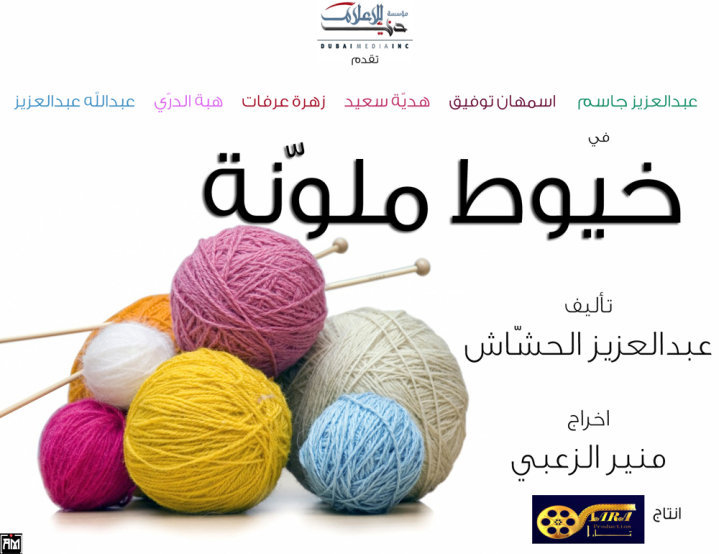 مؤسسة
دبي للإعلام
DUBAI MEDIA INC
تقدم
عبدالعزيز جاسم اسمهان توفيق هديّة سعيد زهرة عرفات هبة الدرّي عبدالله عبدالعزيز
في
خيوط ملوّنة
تأليف
عبدالعزيز الحشّاش
اخراج
منير الزعبي
انتاج
Production